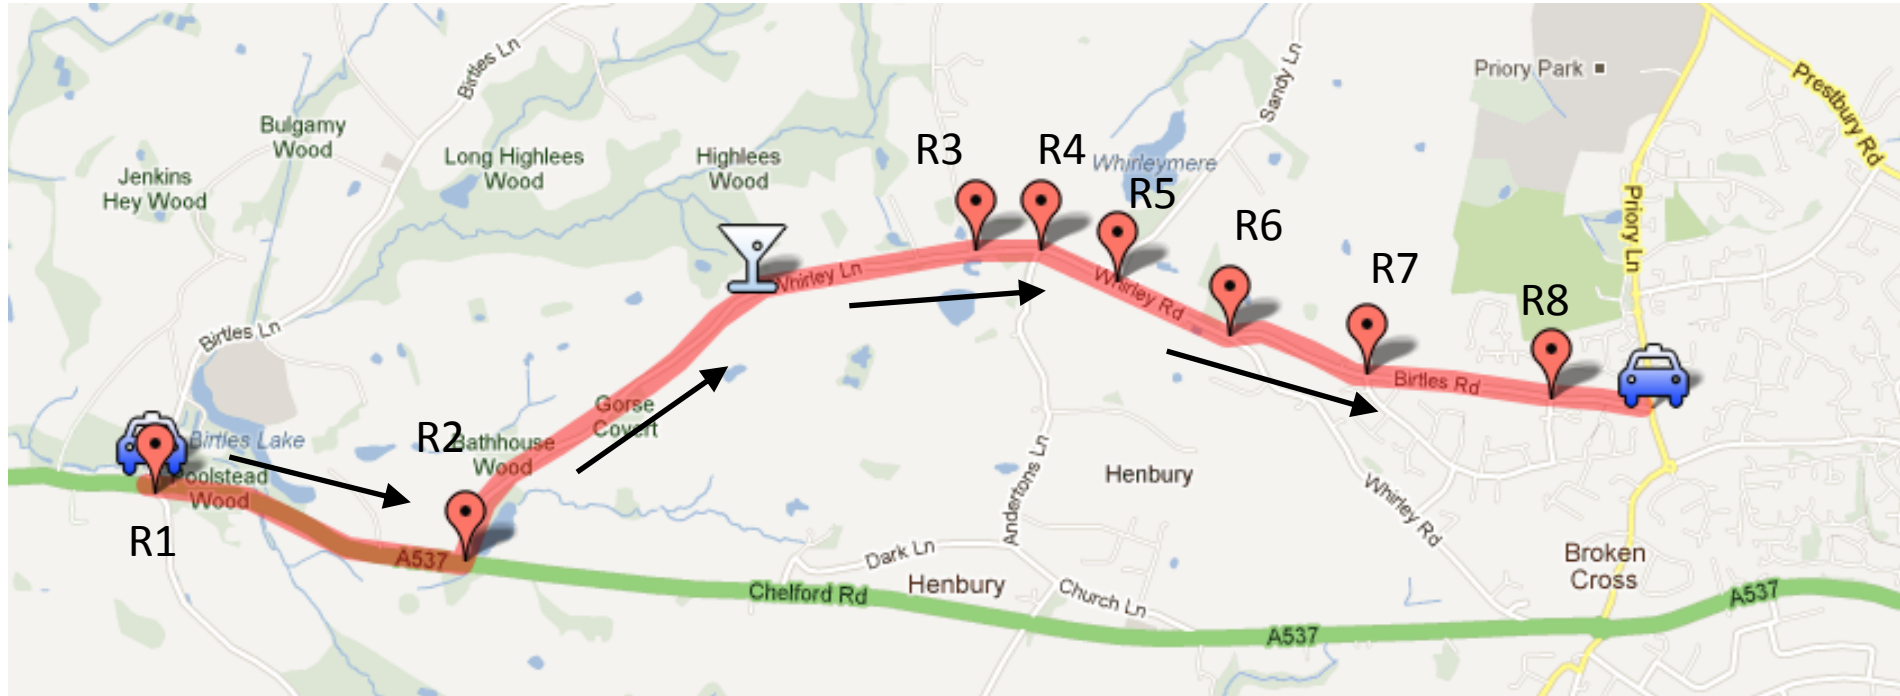 Birtles Ln
Priory Park
Prestbury Rd
Sandy Ln
Bulgamy
Wood
Long Highlees
Wood
Highlees
Wood
R3
R4
Whirleymere
R5
Jenkins
Hey Wood
Priory Ln
R6
R7
R8
Whirley Ln
Whirley Rd
Birtles Ln
Birtles Rd
Gorse
Covert
R2
Bathhouse
Wood
Birtles Lake
Poolstead
Wood
R1
A537
Andertons Ln
Henbury
Whirley Rd
Dark Ln
Henbury
Church Ln
Chelford Rd
Broken
Cross
A537
A537